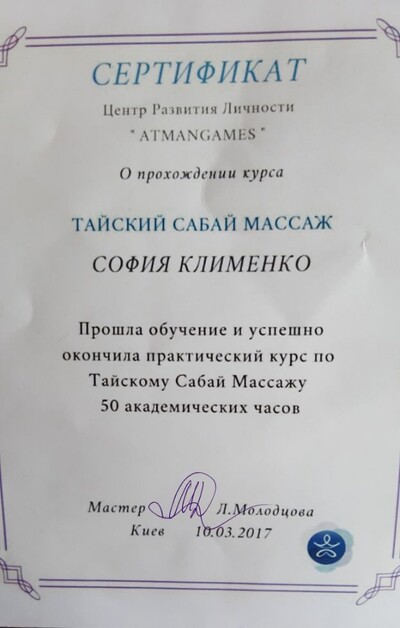 СЕРТИФИКАТ
Центр Развития Личности
" ATMANGAMES "
О прохождении курса
ТАЙСКИЙ САБАЙ МАССАЖ
СОФИЯ КЛИМЕНКО
Прошла обучение и успешно
окончила практический курс по
Тайскому Сабай Массажу
50 академических часов
Мастер Л.Молодцова
Киев 10.03.2017